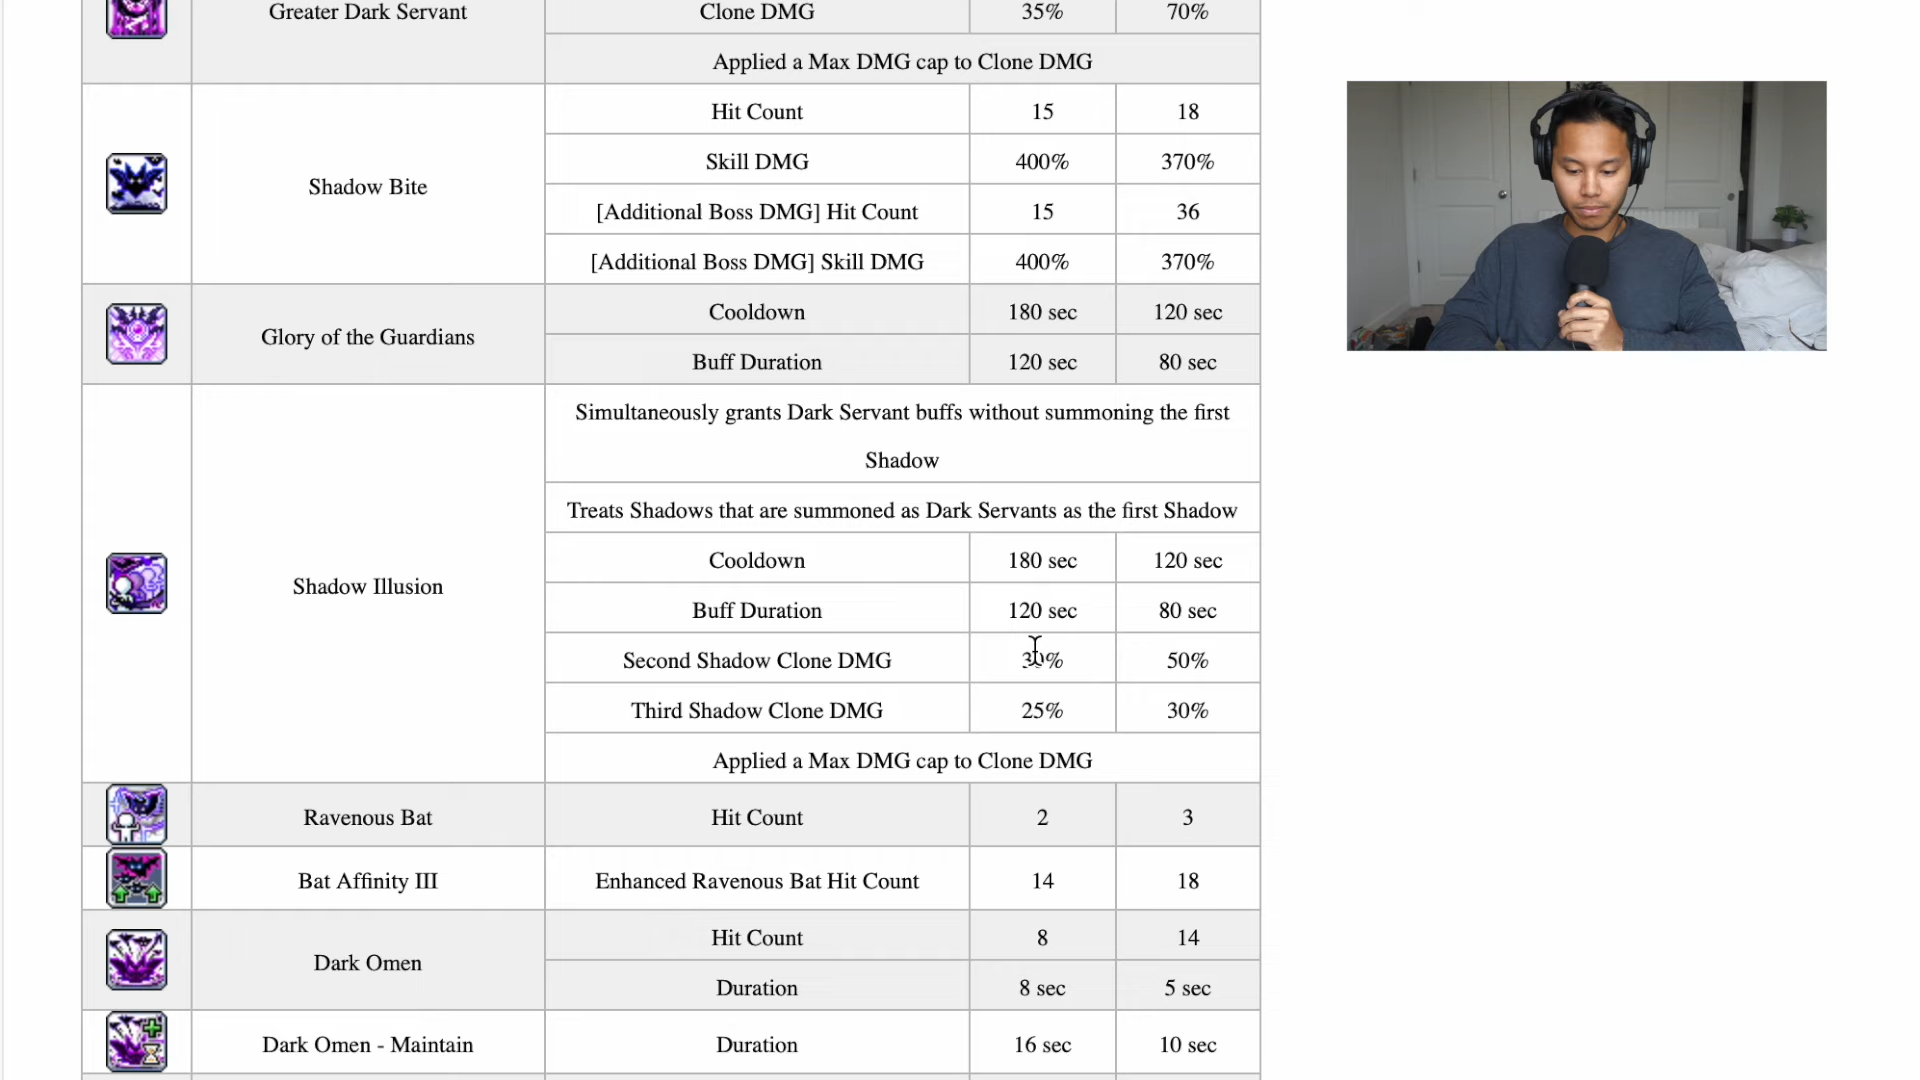 Greater Dark Servant
Clone DMG
35%
70%
Applied a Max DMG cap to Clone DMG
Shadow Bite
Hit Count
15
18
Skill DMG
400%
370%
[Additional Boss DMG] Hit Count
15
36
[Additional Boss DMG] Skill DMG
400%
370%
Glory of the Guardians
Cooldown
180 sec
120 sec
Buff Duration
120 sec
80 sec
Shadow Illusion
Simultaneously grants Dark Servant buffs without summoning the first
Shadow
Treats Shadows that are summoned as Dark Servants as the first Shadow
Cooldown
180 sec
120 sec
Buff Duration
120 sec
80 sec
Second Shadow Clone DMG
50%
Third Shadow Clone DMG
25%
30%
Applied a Max DMG cap to Clone DMG
Ravenous Bat
Hit Count
2
3
Bat Affinity III
Enhanced Ravenous Bat Hit Count
14
18
Dark Omen
Hit Count
8
14
Duration
8 sec
5 sec
Dark Omen - Maintain
Duration
16 sec
10 sec